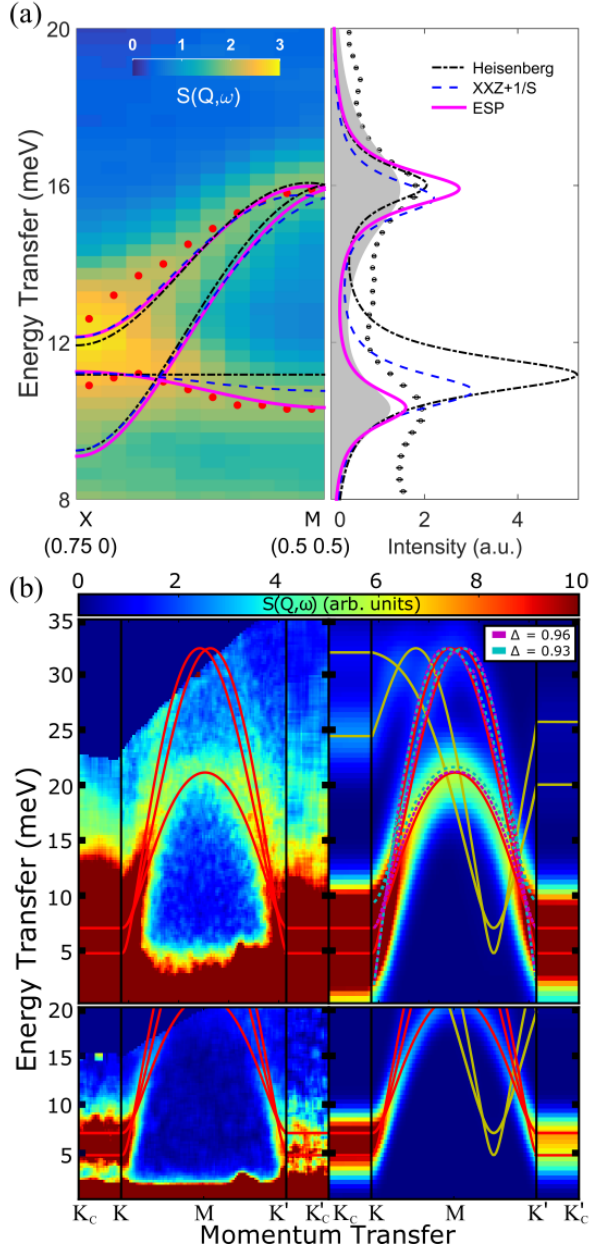 (a)
20
16
12
8
Energy Transfer (meV)
0 1 2 3
S(Q,ω)
X
(0.75 0)
M
(0.5 0.5)
Heisenberg
XXZ+1/S
ESP
0 2 4
Intensity (a.u.)
(b)
0 2 4 6 8 10
S(Q,ω) (arb. units)
35
30
25
20
15
10
5
Δ = 0.96
Δ = 0.93
20
15
10
5
Energy Transfer (meV)
K_C K M K' K'_C K_C K M K' K'_C
Momentum Transfer